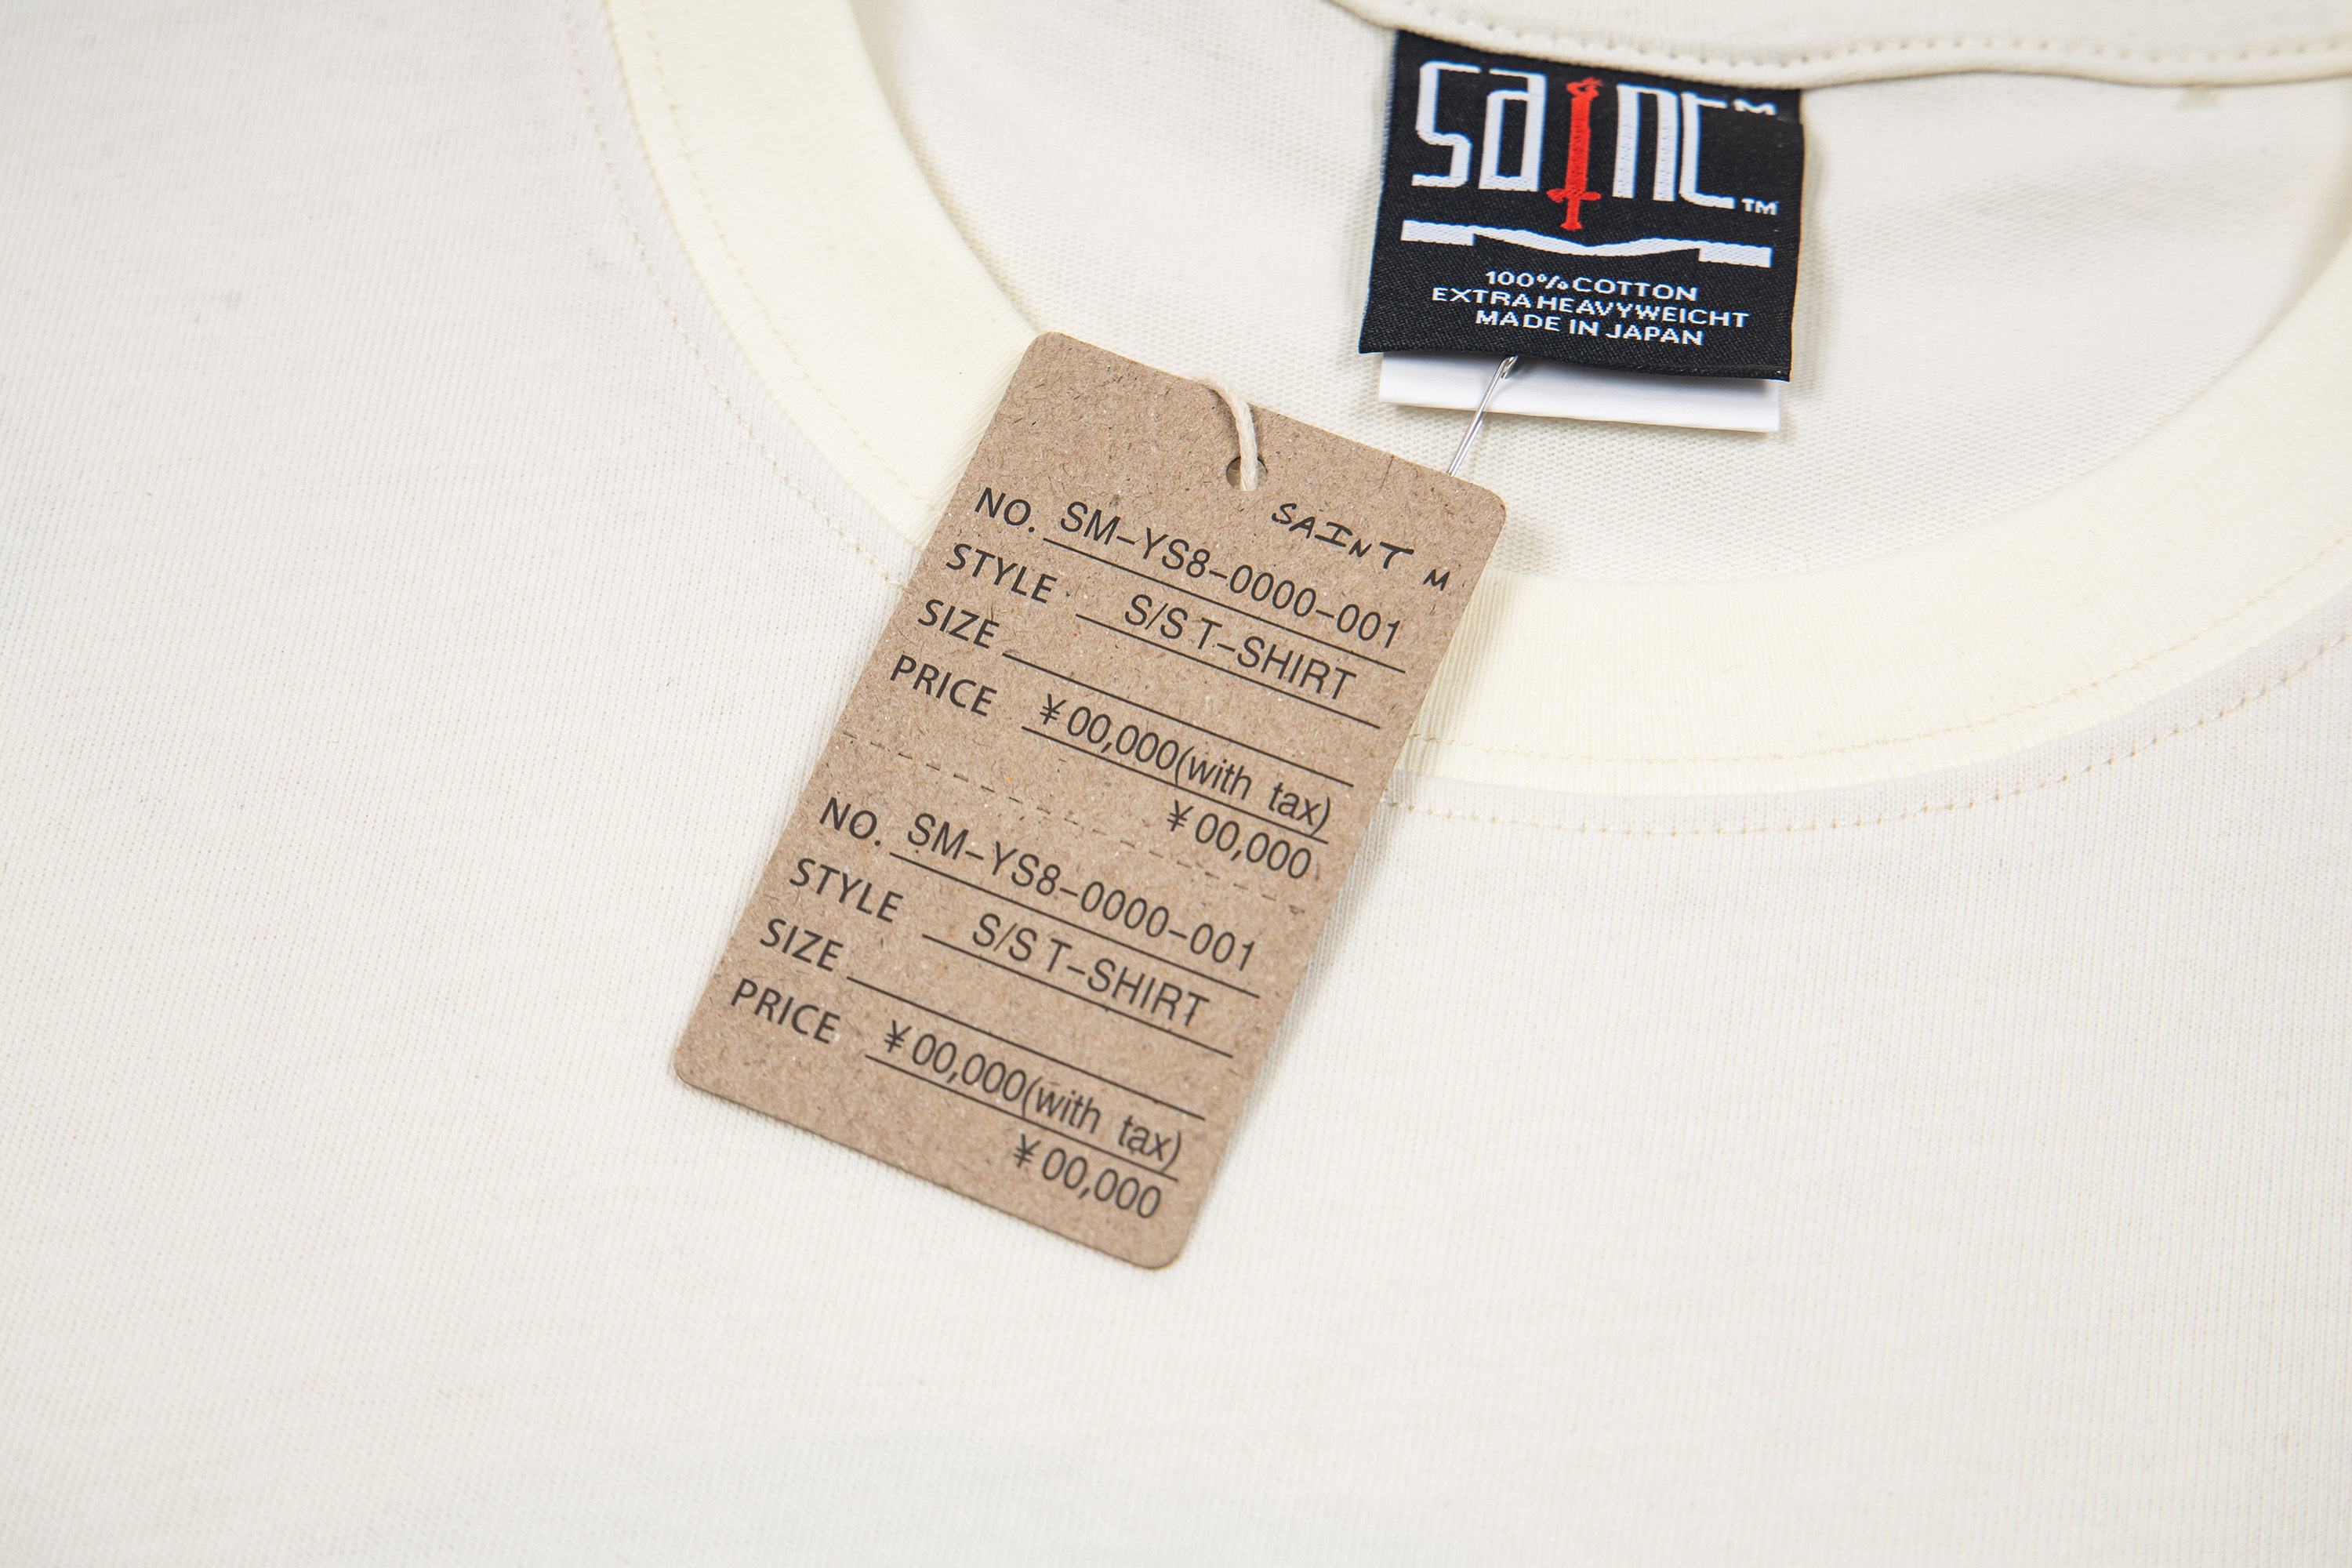 saint M
TM
100% COTTON
EXTRA HEAVYWEICHT
MADE IN JAPAN
SAINT M
NO. SM-YS8-0000-001
STYLE S/S T-SHIRT
SIZE
PRICE ¥00,000(with tax)
¥00,000
NO. SM-YS8-0000-001
STYLE S/S T-SHIRT
SIZE
PRICE ¥00,000(with tax)
¥00,000